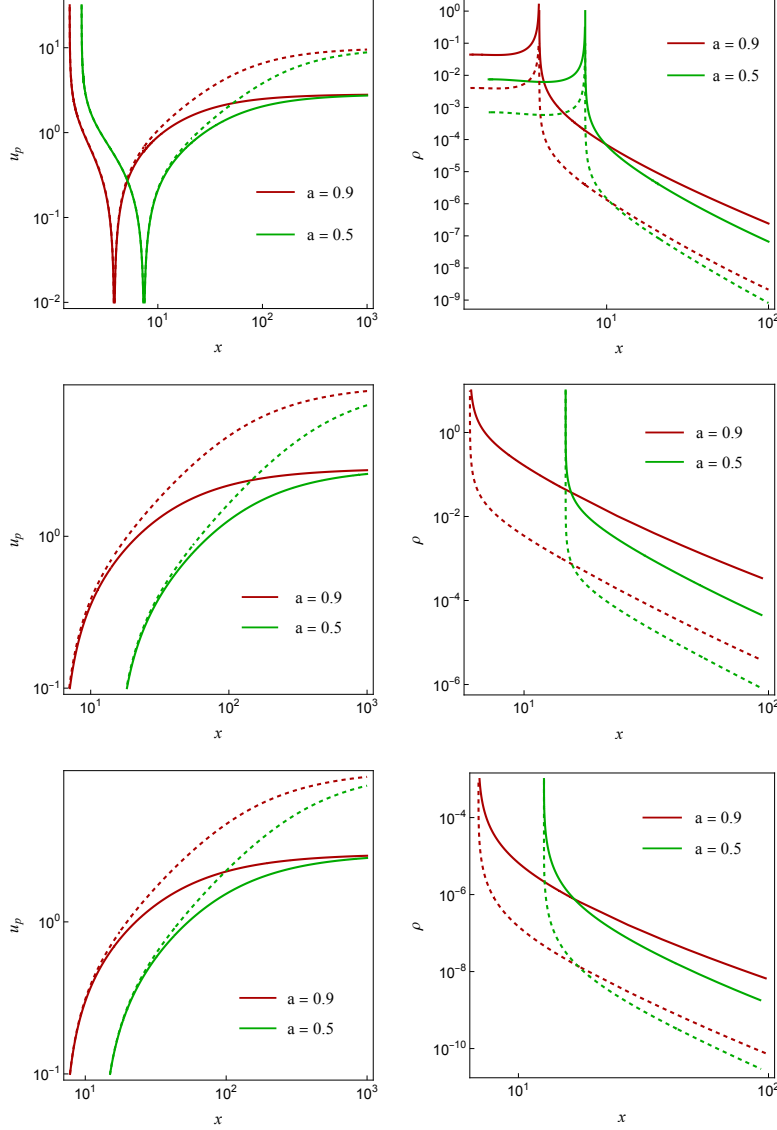 10¹
10⁰
10⁻¹
10⁻²
u_p
a = 0.9
a = 0.5
10¹ 10² 10³
x
10⁰
10⁻¹
10⁻²
10⁻³
10⁻⁴
10⁻⁵
10⁻⁶
10⁻⁷
10⁻⁸
10⁻⁹
ρ
a = 0.9
a = 0.5
10¹ 10²
x
10⁰
10⁻¹
u_p
a = 0.9
a = 0.5
10¹ 10² 10³
x
10⁰
10⁻²
10⁻⁴
10⁻⁶
ρ
a = 0.9
a = 0.5
10¹ 10²
x
10⁰
10⁻¹
u_p
a = 0.9
a = 0.5
10¹ 10² 10³
x
10⁻⁴
10⁻⁶
10⁻⁸
10⁻¹⁰
ρ
a = 0.9
a = 0.5
10¹ 10²
x